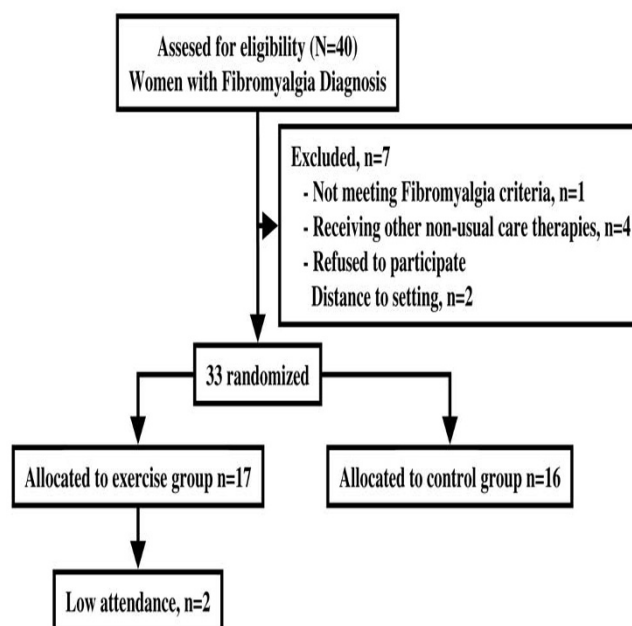 Assesed for eligibility (N=40)
Women with Fibromyalgia Diagnosis
Excluded, n=7
- Not meeting Fibromyalgia criteria, n=1
- Receiving other non-usual care therapies, n=4
- Refused to participate
Distance to setting, n=2
33 randomized
Allocated to exercise group n=17
Allocated to control group n=16
Low attendance, n=2